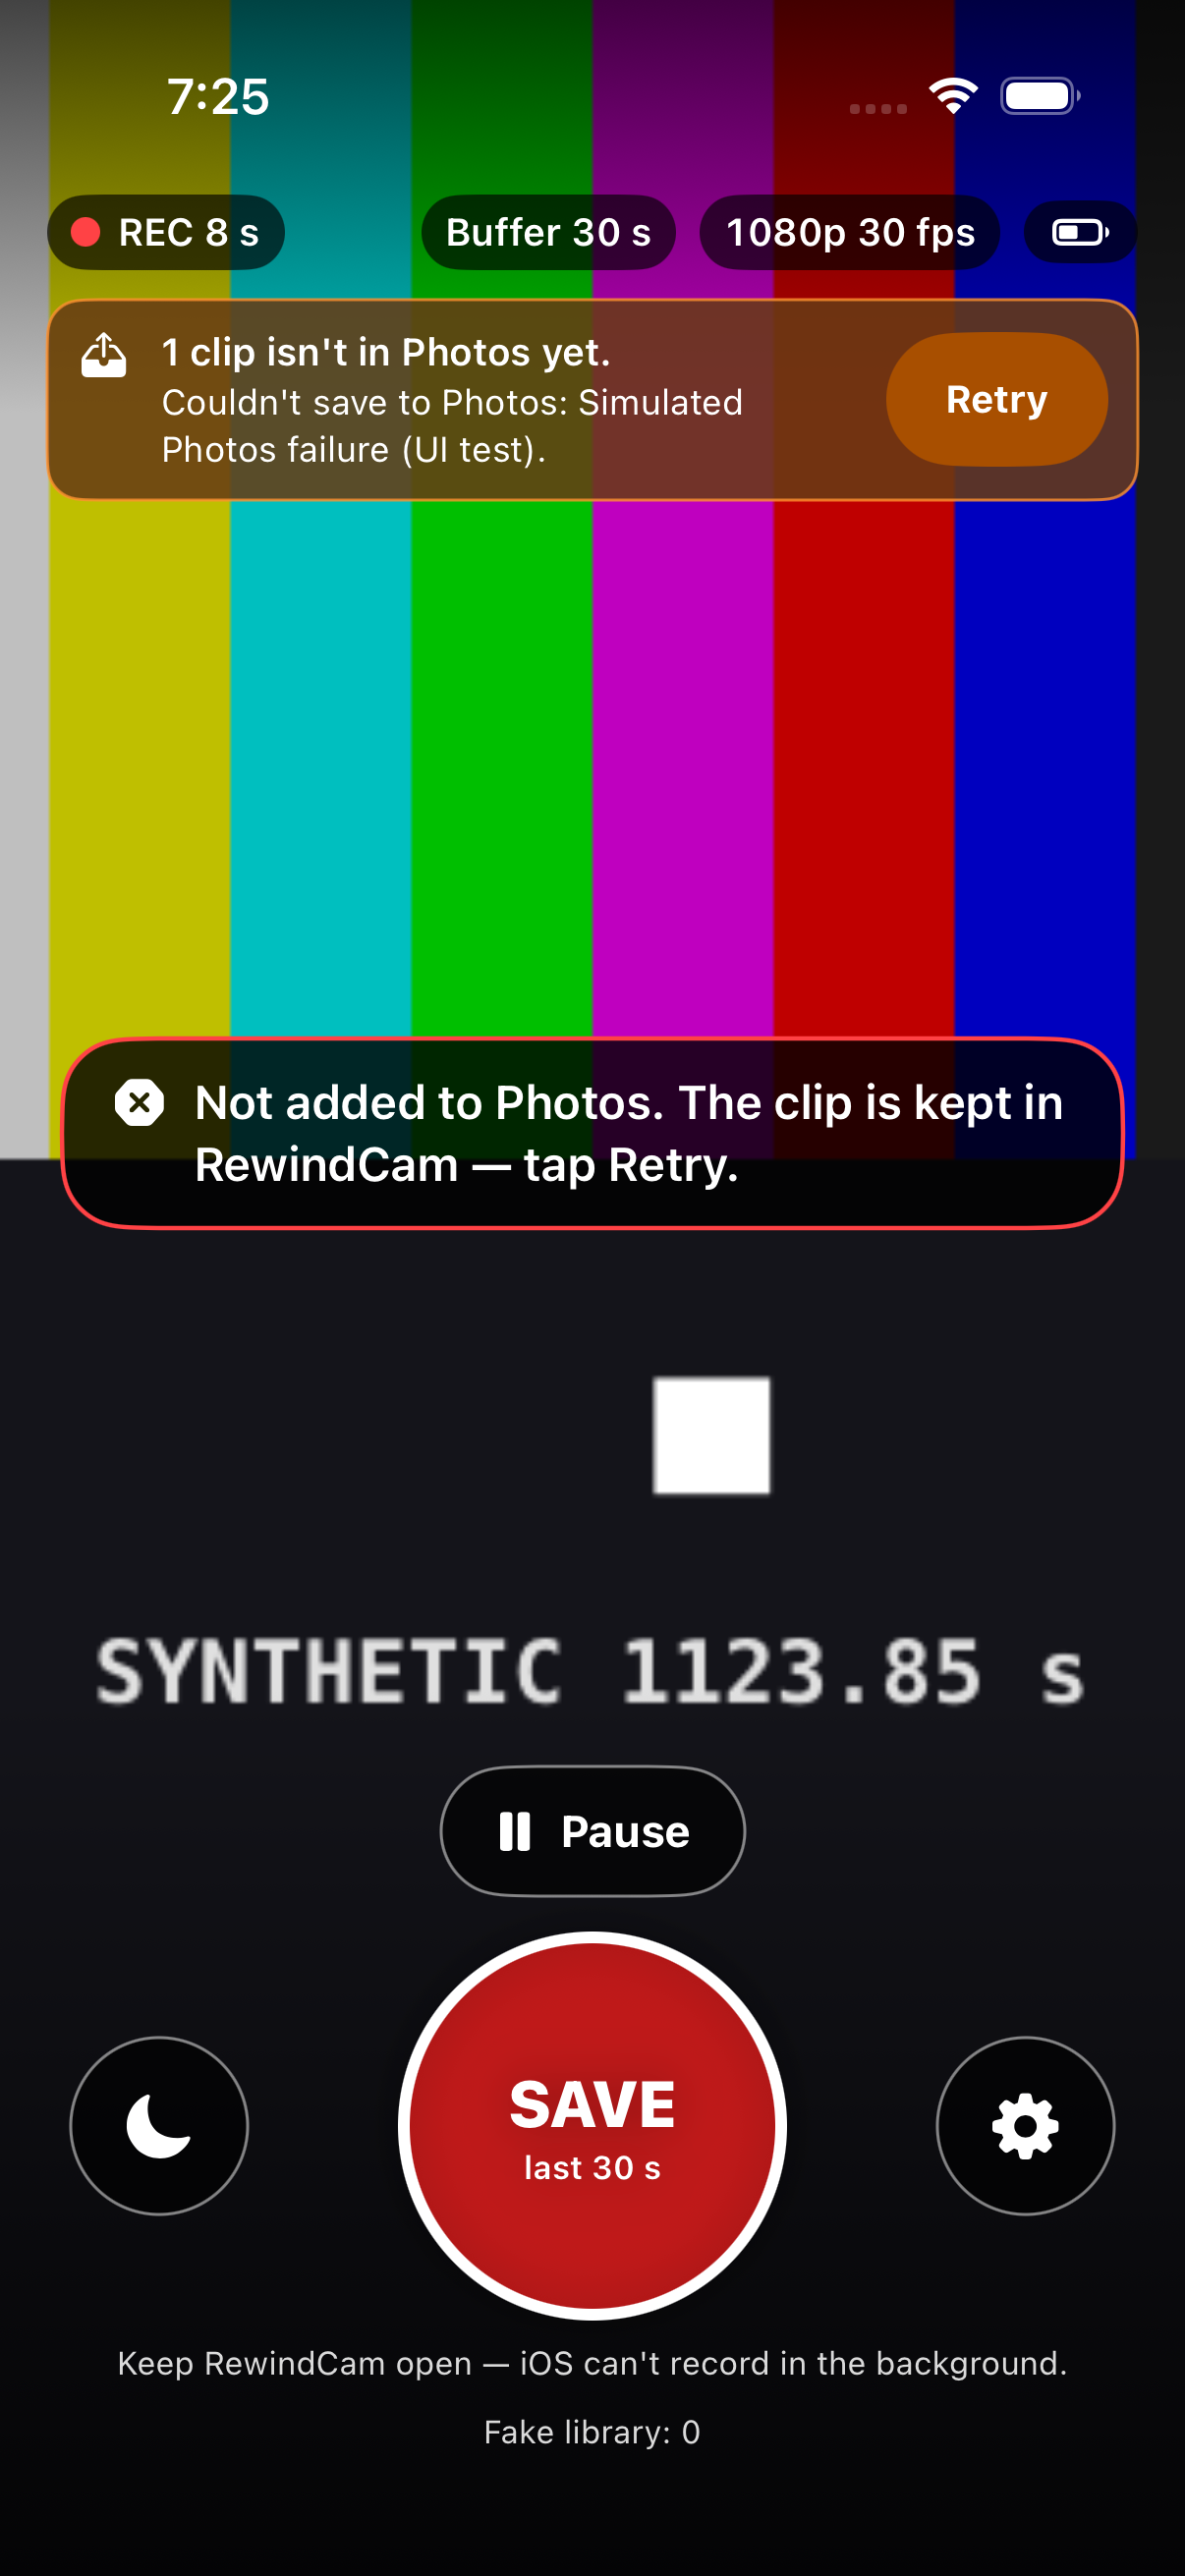 7:25
REC 8 s
Buffer 30 s
1080p 30 fps
1 clip isn't in Photos yet.
Couldn't save to Photos: Simulated
Photos failure (UI test).
Retry
Not added to Photos. The clip is kept in
RewindCam — tap Retry.
SYNTHETIC 1123.85 s
Pause
SAVE
last 30 s
Keep RewindCam open — iOS can't record in the background.
Fake library: 0